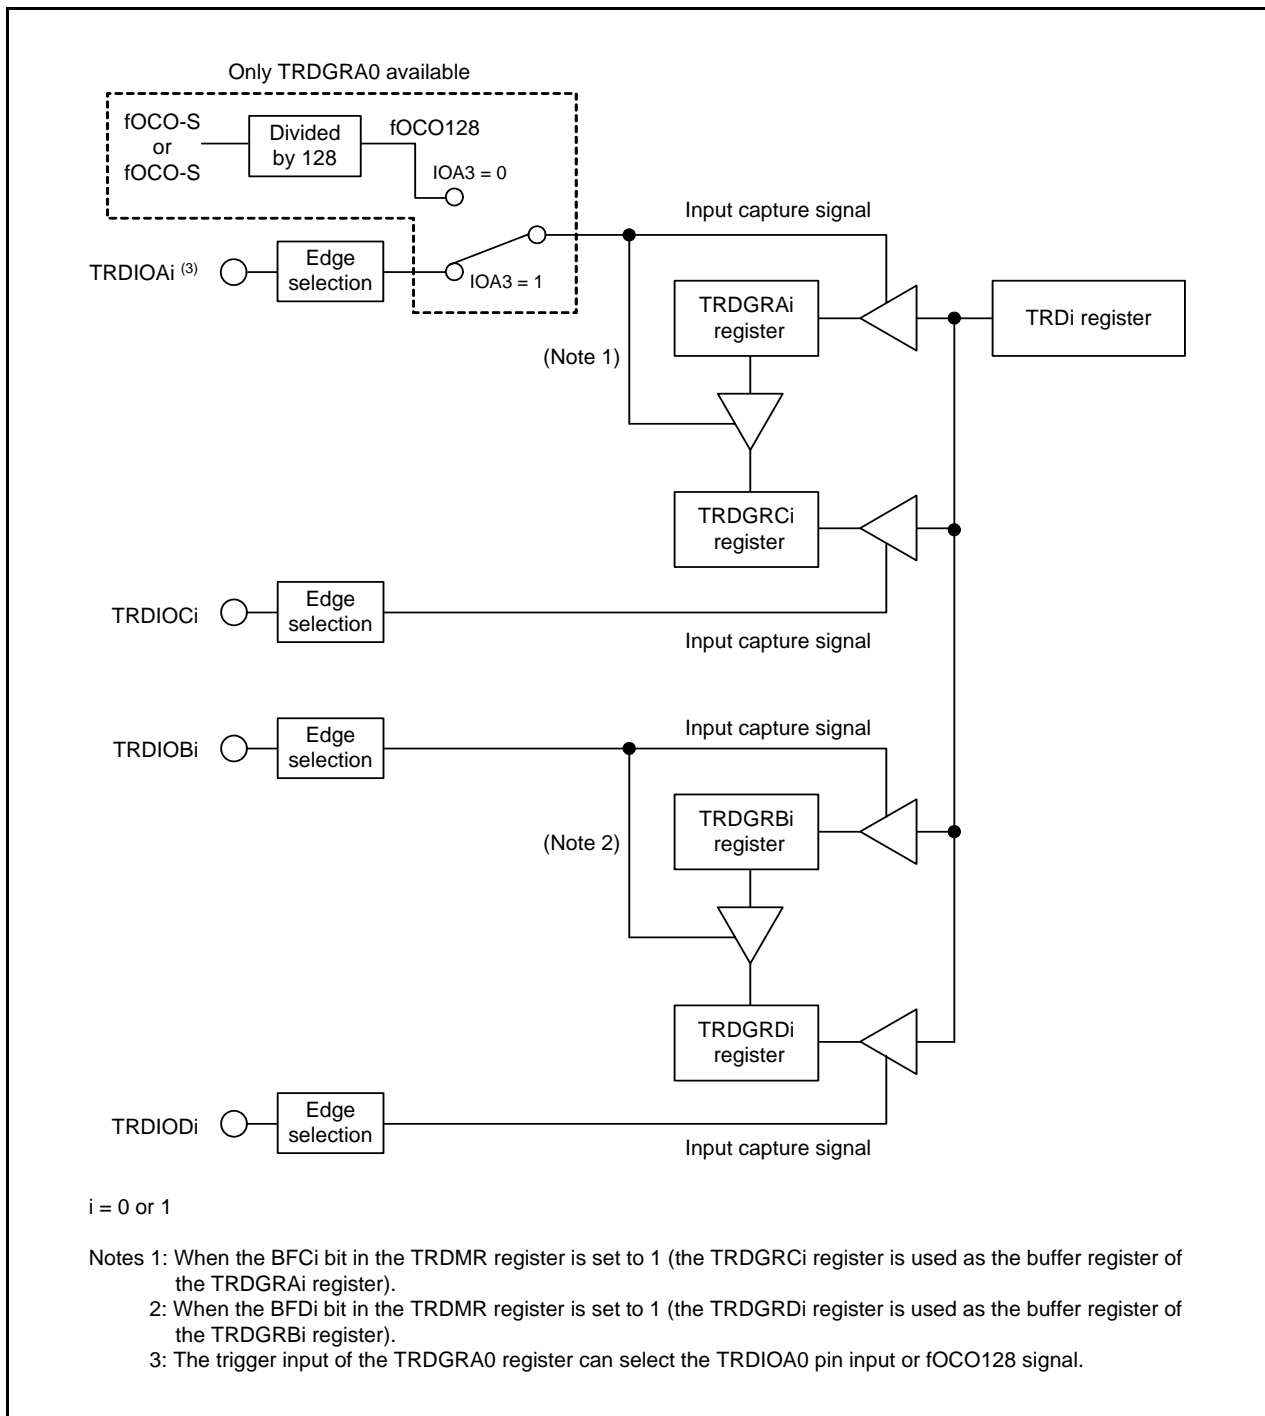 Only TRDGRA0 available
fOCO-S
or
fOCO-S
Divided
by 128
fOCO128
IOA3 = 0
Input capture signal
TRDIOAi (3)
Edge
selection
IOA3 = 1
TRDGRAi
register
TRDi register
(Note 1)
TRDGRCi
register
TRDIOCi
Edge
selection
Input capture signal
TRDIOBi
Edge
selection
Input capture signal
TRDGRBi
register
(Note 2)
TRDGRDi
register
TRDIODi
Edge
selection
Input capture signal
i = 0 or 1
Notes 1: When the BFCi bit in the TRDMR register is set to 1 (the TRDGRCi register is used as the buffer register of
the TRDGRAi register).
2: When the BFDi bit in the TRDMR register is set to 1 (the TRDGRDi register is used as the buffer register of
the TRDGRBi register).
3: The trigger input of the TRDGRA0 register can select the TRDIOA0 pin input or fOCO128 signal.